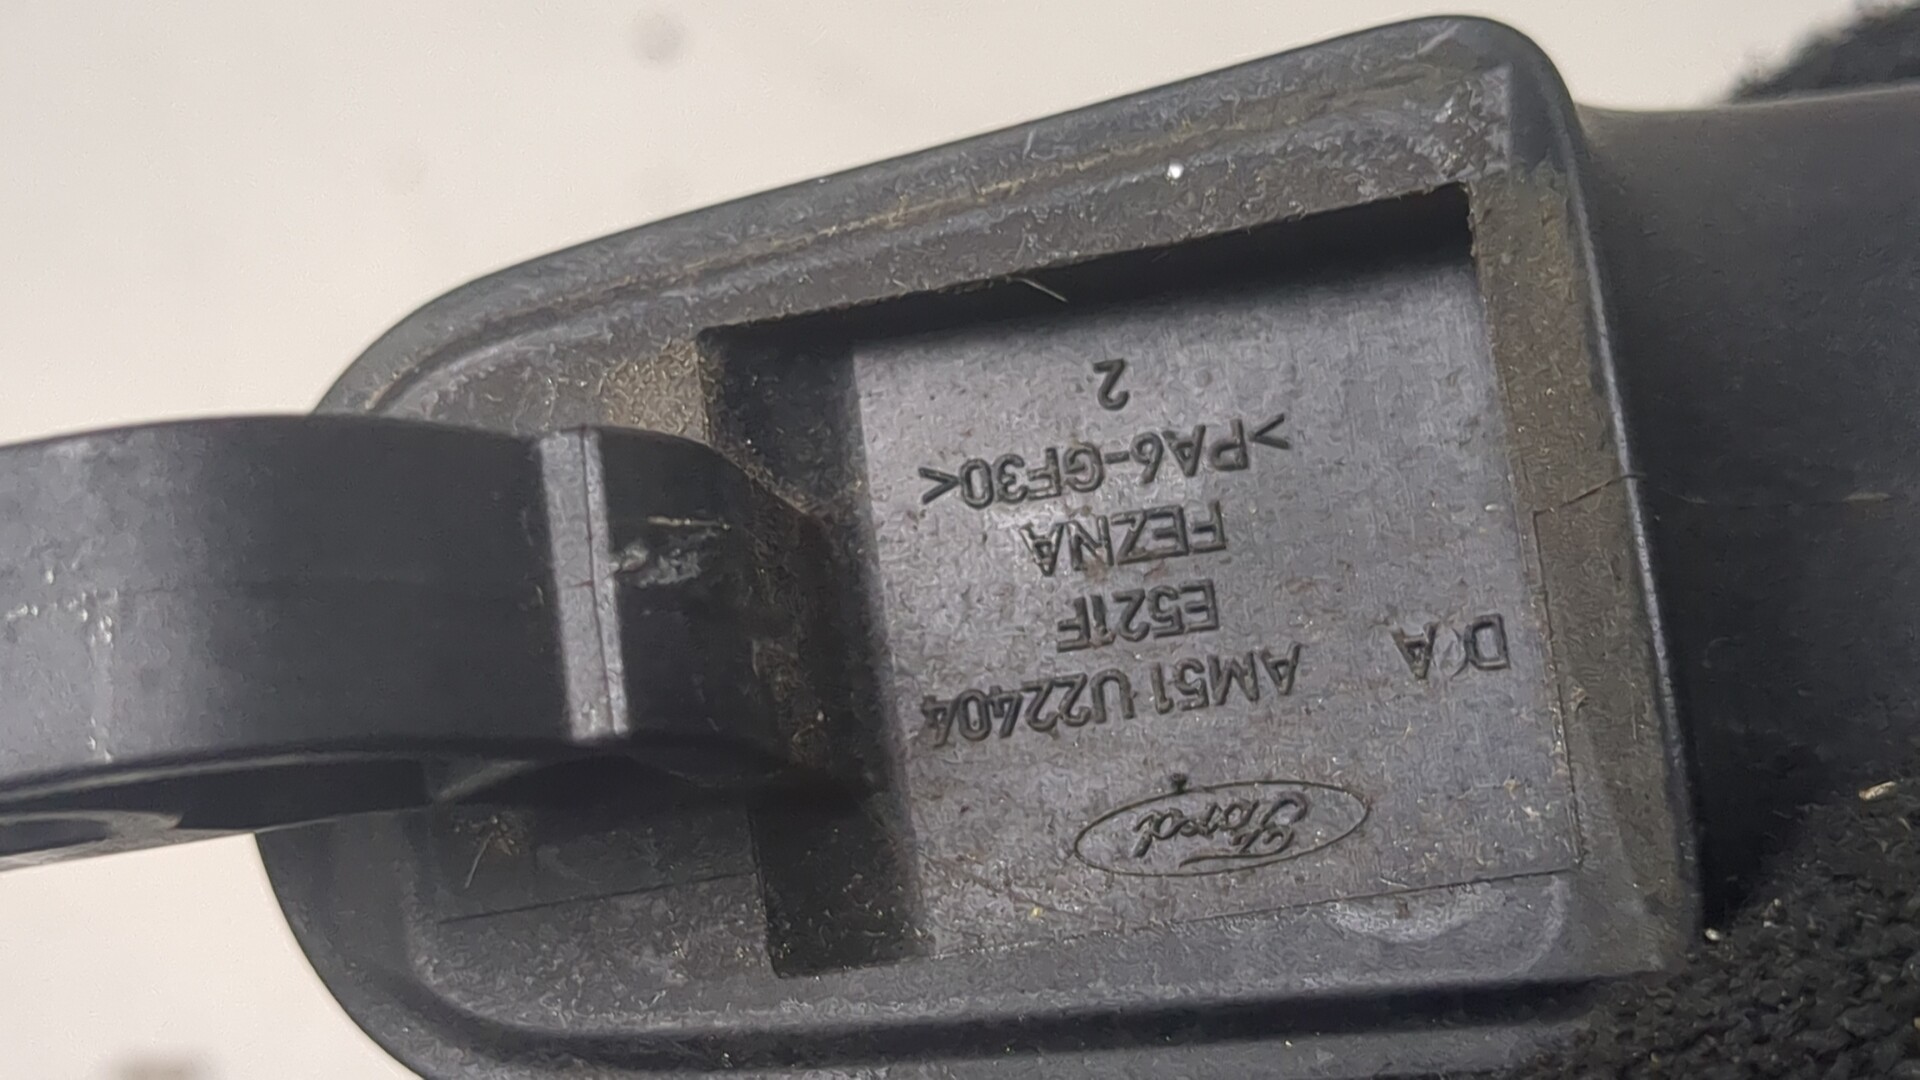 Ford
AM51 U22404
D A
E521F
FEZNA
>PA6-GF30<
2